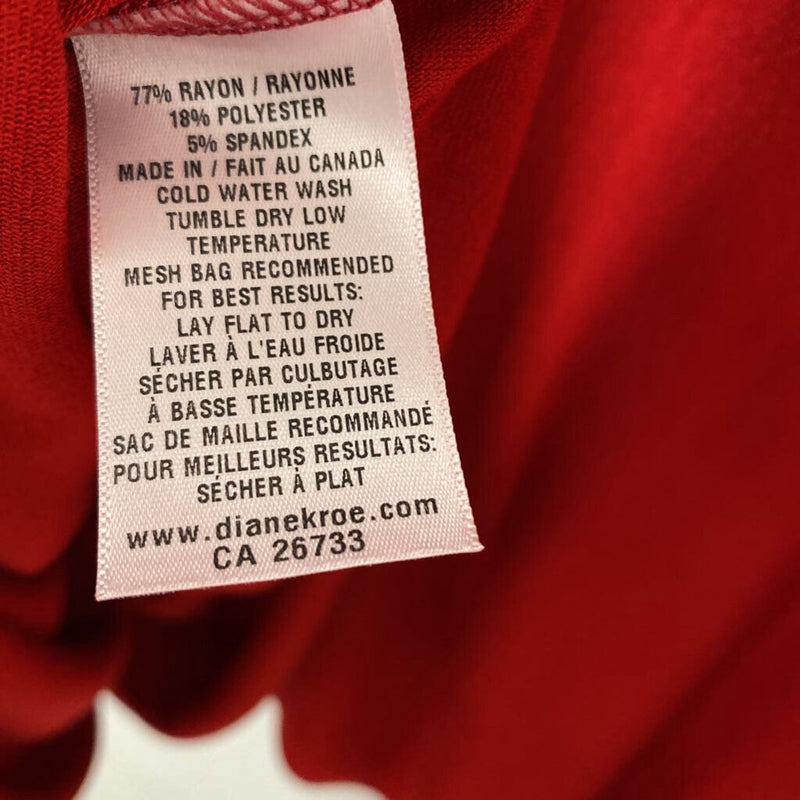 77% RAYON / RAYONNE
18% POLYESTER
5% SPANDEX
MADE IN / FAIT AU CANADA
COLD WATER WASH
TUMBLE DRY LOW
TEMPERATURE
MESH BAG RECOMMENDED
FOR BEST RESULTS:
LAY FLAT TO DRY
LAVER À L'EAU FROIDE
SÉCHER PAR CULBUTAGE
À BASSE TEMPÉRATURE
SAC DE MAILLE RECOMMANDÉ
POUR MEILLEURS RESULTATS:
SÉCHER À PLAT
www.dianekroe.com
CA 26733